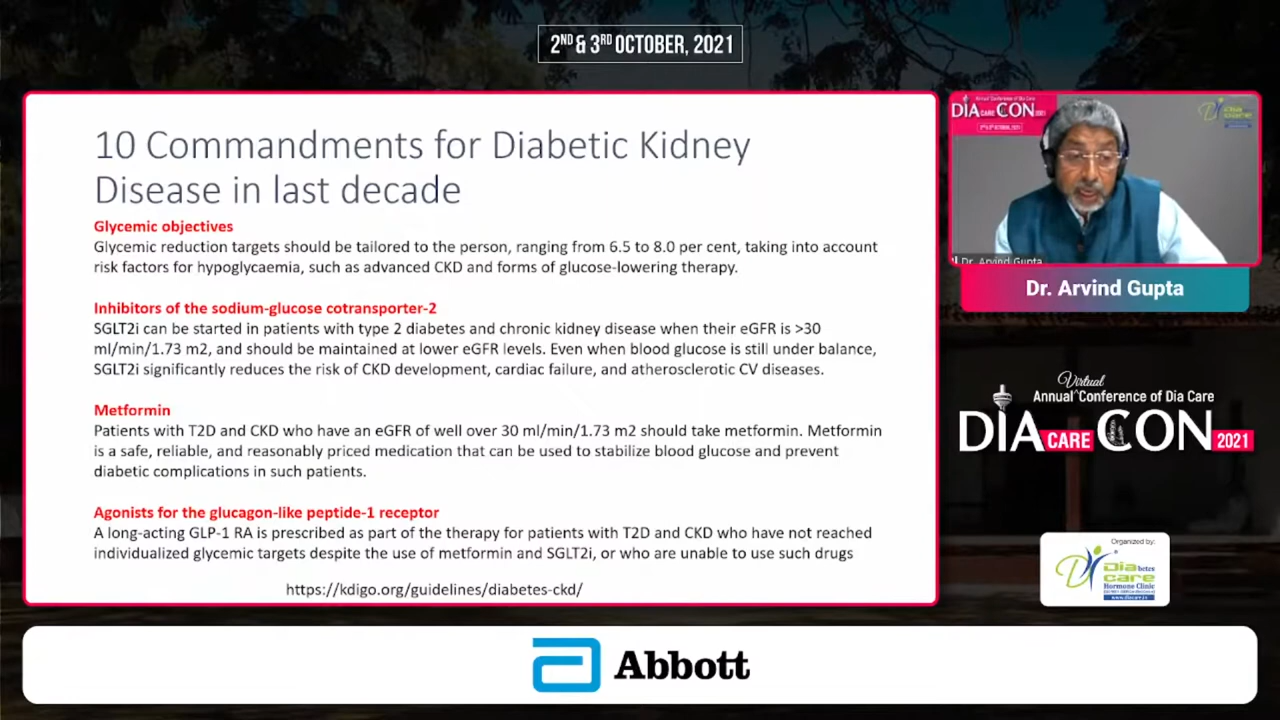 2ND & 3RD OCTOBER, 2021
10 Commandments for Diabetic Kidney
Disease in last decade
Glycemic objectives
Glycemic reduction targets should be tailored to the person, ranging from 6.5 to 8.0 per cent, taking into account
risk factors for hypoglycaemia, such as advanced CKD and forms of glucose-lowering therapy.
Inhibitors of the sodium-glucose cotransporter-2
SGLT2i can be started in patients with type 2 diabetes and chronic kidney disease when their eGFR is >30
ml/min/1.73 m2, and should be maintained at lower eGFR levels. Even when blood glucose is still under balance,
SGLT2i significantly reduces the risk of CKD development, cardiac failure, and atherosclerotic CV diseases.
Metformin
Patients with T2D and CKD who have an eGFR of well over 30 ml/min/1.73 m2 should take metformin. Metformin
is a safe, reliable, and reasonably priced medication that can be used to stabilize blood glucose and prevent
diabetic complications in such patients.
Agonists for the glucagon-like peptide-1 receptor
A long-acting GLP-1 RA is prescribed as part of the therapy for patients with T2D and CKD who have not reached
individualized glycemic targets despite the use of metformin and SGLT2i, or who are unable to use such drugs
https://kdigo.org/guidelines/diabetes-ckd/
Annual Conference of Dia Care
DIA CARE CON 2021
2ND & 3RD OCTOBER, 2021
Dia care
Dr. Arvind Gupta
Dr. Arvind Gupta
Virtual
Annual Conference of Dia Care
DIA CARE CON 2021
Organized by:
Diabetes
care
Hormone Clinic
Abbott